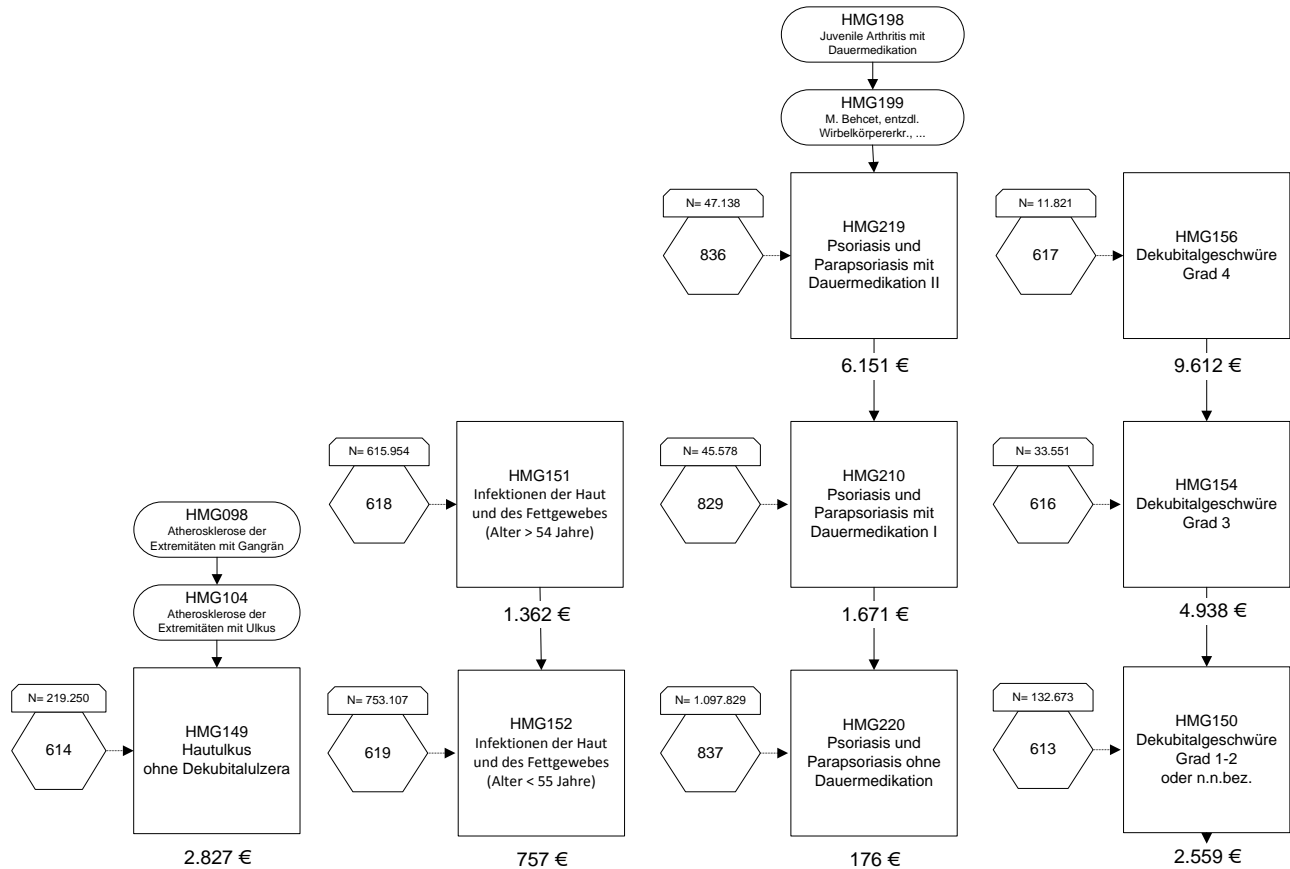 HMG198
Juvenile Arthritis mit
Dauermedikation
HMG199
M. Behcet, entzdl.
Wirbelkörpererkr., ...
N= 47.138
836
HMG219
Psoriasis und
Parapsoriasis mit
Dauermedikation II
6.151 €
N= 11.821
617
HMG156
Dekubitalgeschwüre
Grad 4
9.612 €
N= 615.954
618
HMG151
Infektionen der Haut
und des Fettgewebes
(Alter > 54 Jahre)
1.362 €
N= 45.578
829
HMG210
Psoriasis und
Parapsoriasis mit
Dauermedikation I
1.671 €
N= 33.551
616
HMG154
Dekubitalgeschwüre
Grad 3
4.938 €
HMG098
Atherosklerose der
Extremitäten mit Gangrän
HMG104
Atherosklerose der
Extremitäten mit Ulkus
N= 219.250
614
HMG149
Hautulkus
ohne Dekubitalulzera
2.827 €
N= 753.107
619
HMG152
Infektionen der Haut
und des Fettgewebes
(Alter < 55 Jahre)
757 €
N= 1.097.829
837
HMG220
Psoriasis und
Parapsoriasis ohne
Dauermedikation
176 €
N= 132.673
613
HMG150
Dekubitalgeschwüre
Grad 1-2
oder n.n.bez.
2.559 €